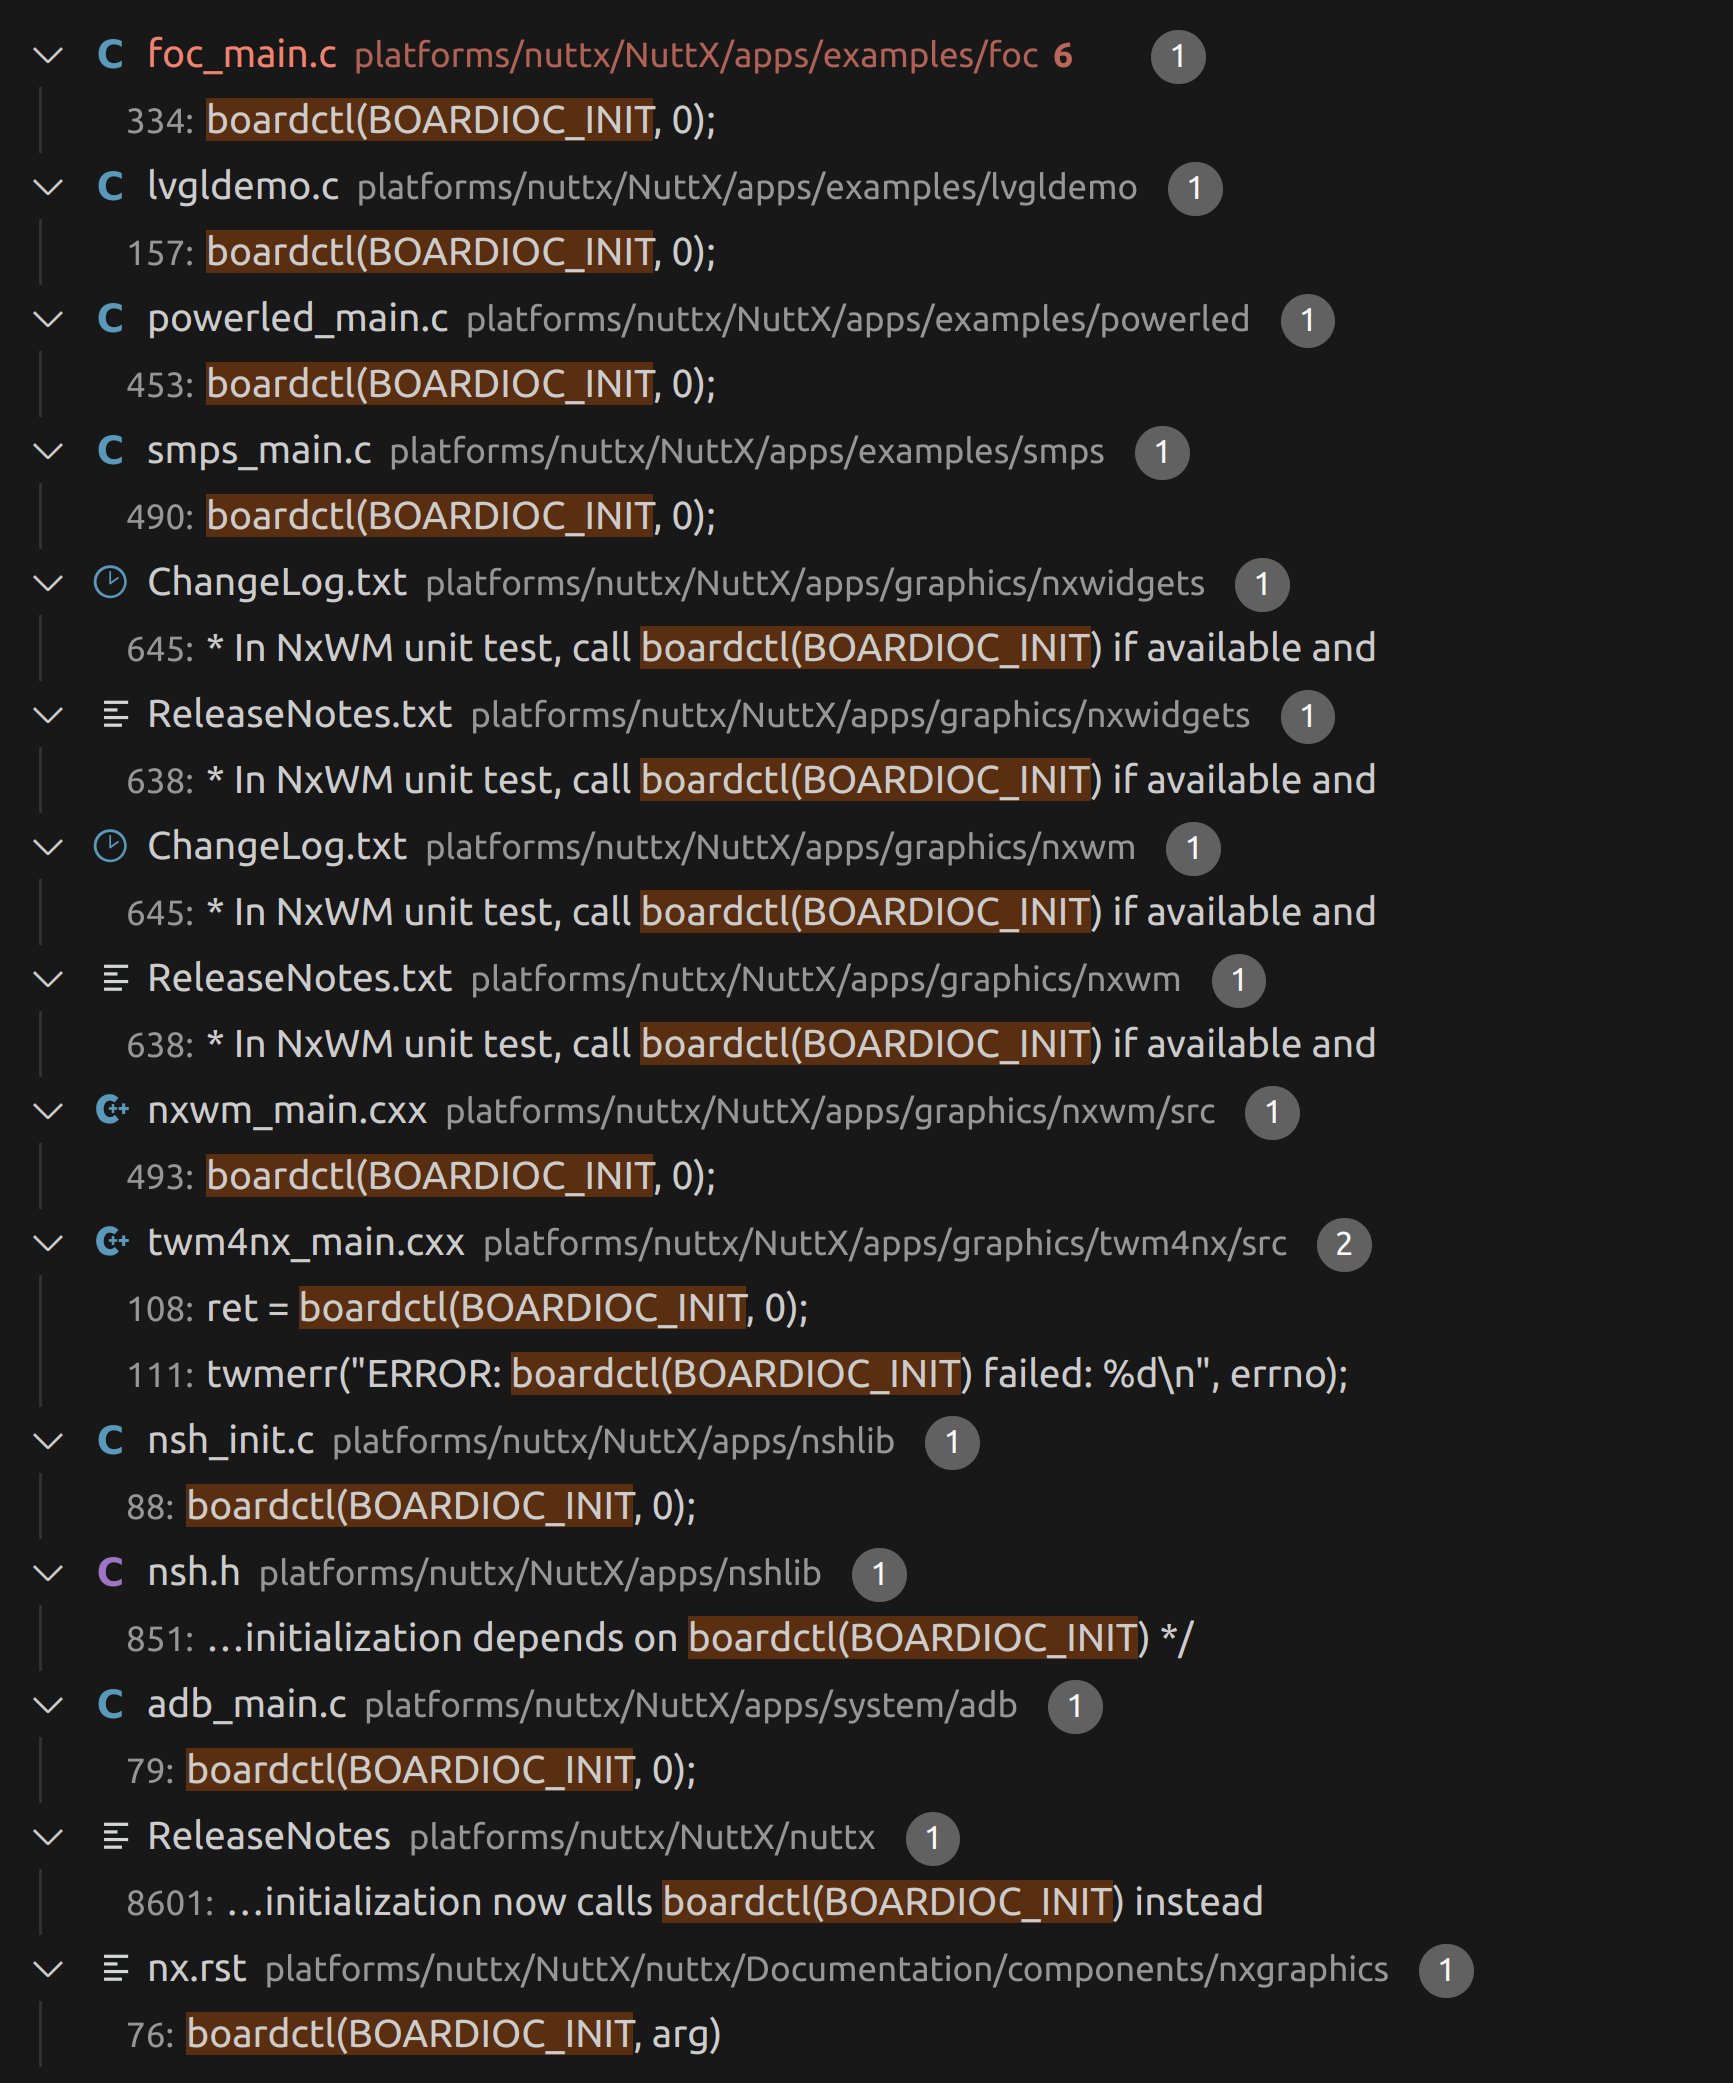 foc_main.c platforms/nuttx/NuttX/apps/examples/foc 6 1
334: boardctl(BOARDIOC_INIT, 0);
lvgldemo.c platforms/nuttx/NuttX/apps/examples/lvgldemo 1
157: boardctl(BOARDIOC_INIT, 0);
powerled_main.c platforms/nuttx/NuttX/apps/examples/powerled 1
453: boardctl(BOARDIOC_INIT, 0);
smps_main.c platforms/nuttx/NuttX/apps/examples/smps 1
490: boardctl(BOARDIOC_INIT, 0);
ChangeLog.txt platforms/nuttx/NuttX/apps/graphics/nxwidgets 1
645: * In NxWM unit test, call boardctl(BOARDIOC_INIT) if available and
ReleaseNotes.txt platforms/nuttx/NuttX/apps/graphics/nxwidgets 1
638: * In NxWM unit test, call boardctl(BOARDIOC_INIT) if available and
ChangeLog.txt platforms/nuttx/NuttX/apps/graphics/nxwm 1
645: * In NxWM unit test, call boardctl(BOARDIOC_INIT) if available and
ReleaseNotes.txt platforms/nuttx/NuttX/apps/graphics/nxwm 1
638: * In NxWM unit test, call boardctl(BOARDIOC_INIT) if available and
nxwm_main.cxx platforms/nuttx/NuttX/apps/graphics/nxwm/src 1
493: boardctl(BOARDIOC_INIT, 0);
twm4nx_main.cxx platforms/nuttx/NuttX/apps/graphics/twm4nx/src 2
108: ret = boardctl(BOARDIOC_INIT, 0);
111: twmerr("ERROR: boardctl(BOARDIOC_INIT) failed: %d\n", errno);
nsh_init.c platforms/nuttx/NuttX/apps/nshlib 1
88: boardctl(BOARDIOC_INIT, 0);
nsh.h platforms/nuttx/NuttX/apps/nshlib 1
851: …initialization depends on boardctl(BOARDIOC_INIT) */
adb_main.c platforms/nuttx/NuttX/apps/system/adb 1
79: boardctl(BOARDIOC_INIT, 0);
ReleaseNotes platforms/nuttx/NuttX/nuttx 1
8601: …initialization now calls boardctl(BOARDIOC_INIT) instead
nx.rst platforms/nuttx/NuttX/nuttx/Documentation/components/nxgraphics 1
76: boardctl(BOARDIOC_INIT, arg)